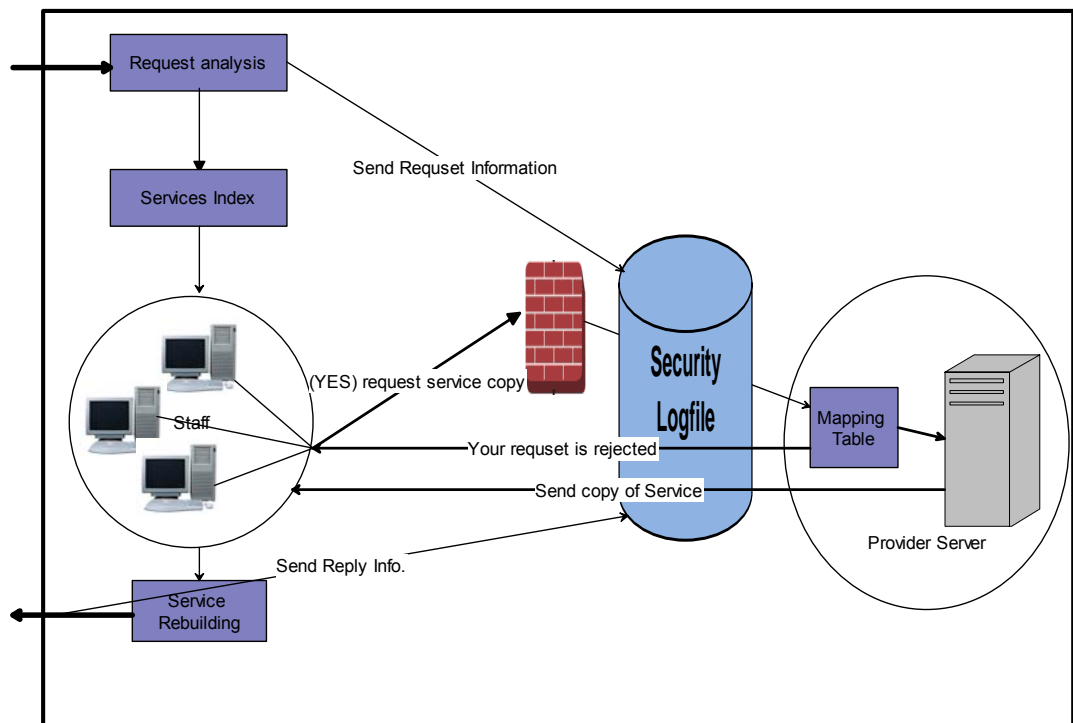 Request analysis
Send Requset Information
Services Index
(YES) request service copy
Security
Logfile
Staff
Mapping
Table
Your requset is rejected
Send copy of Service
Provider Server
Send Reply Info.
Service
Rebuilding